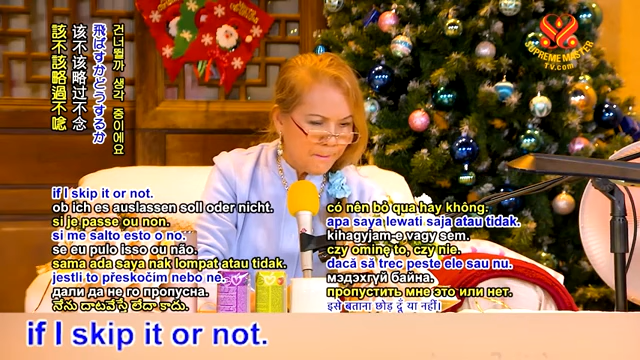 건너뛸까 생각 중이에요
飛ばすかどうするか
该不该略过不念
該不該略過不唸
SUPREME MASTER
TV.com
if I skip it or not.
ob ich es auslassen soll oder nicht.
si je passe ou non.
si me salto esto o no.
se eu pulo isso ou não.
sama ada saya nak lompat atau tidak.
jestli to přeskočím nebo ne.
дали да не го пропусна.
నేను దాటవేస్తే లేదా కాదు.
có nên bỏ qua hay không.
apa saya lewati saja atau tidak.
kihagyjam-e vagy sem.
czy ominę to, czy nie.
dacă să trec peste ele sau nu.
мэдэхгүй байна.
пропустить мне это или нет.
इसे बताना छोड़ दूँ या नहीं।
if I skip it or not.